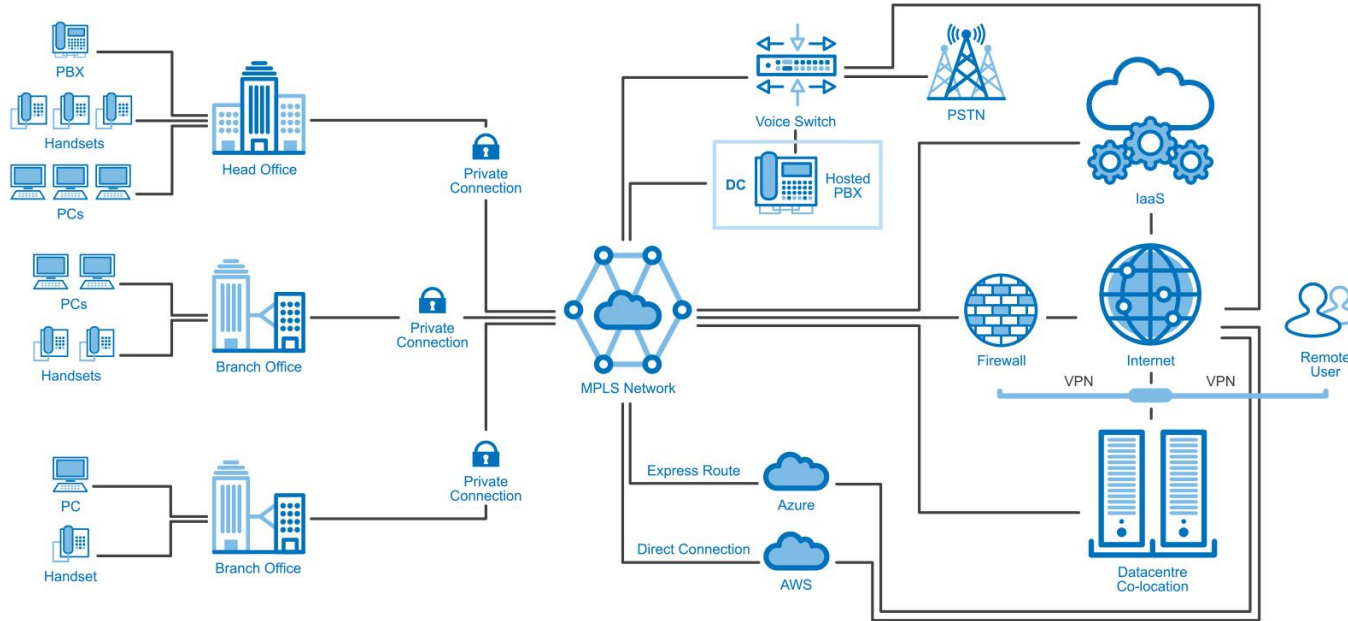 PBX
Handsets
PCs
Head Office
Private
Connection
PCs
Handsets
Branch Office
Private
Connection
PC
Handset
Branch Office
Private
Connection
MPLS Network
Voice Switch
PSTN
DC
Hosted
PBX
IaaS
Firewall
Internet
Remote
User
VPN
VPN
Express Route
Azure
Direct Connection
AWS
Datacentre
Co-location